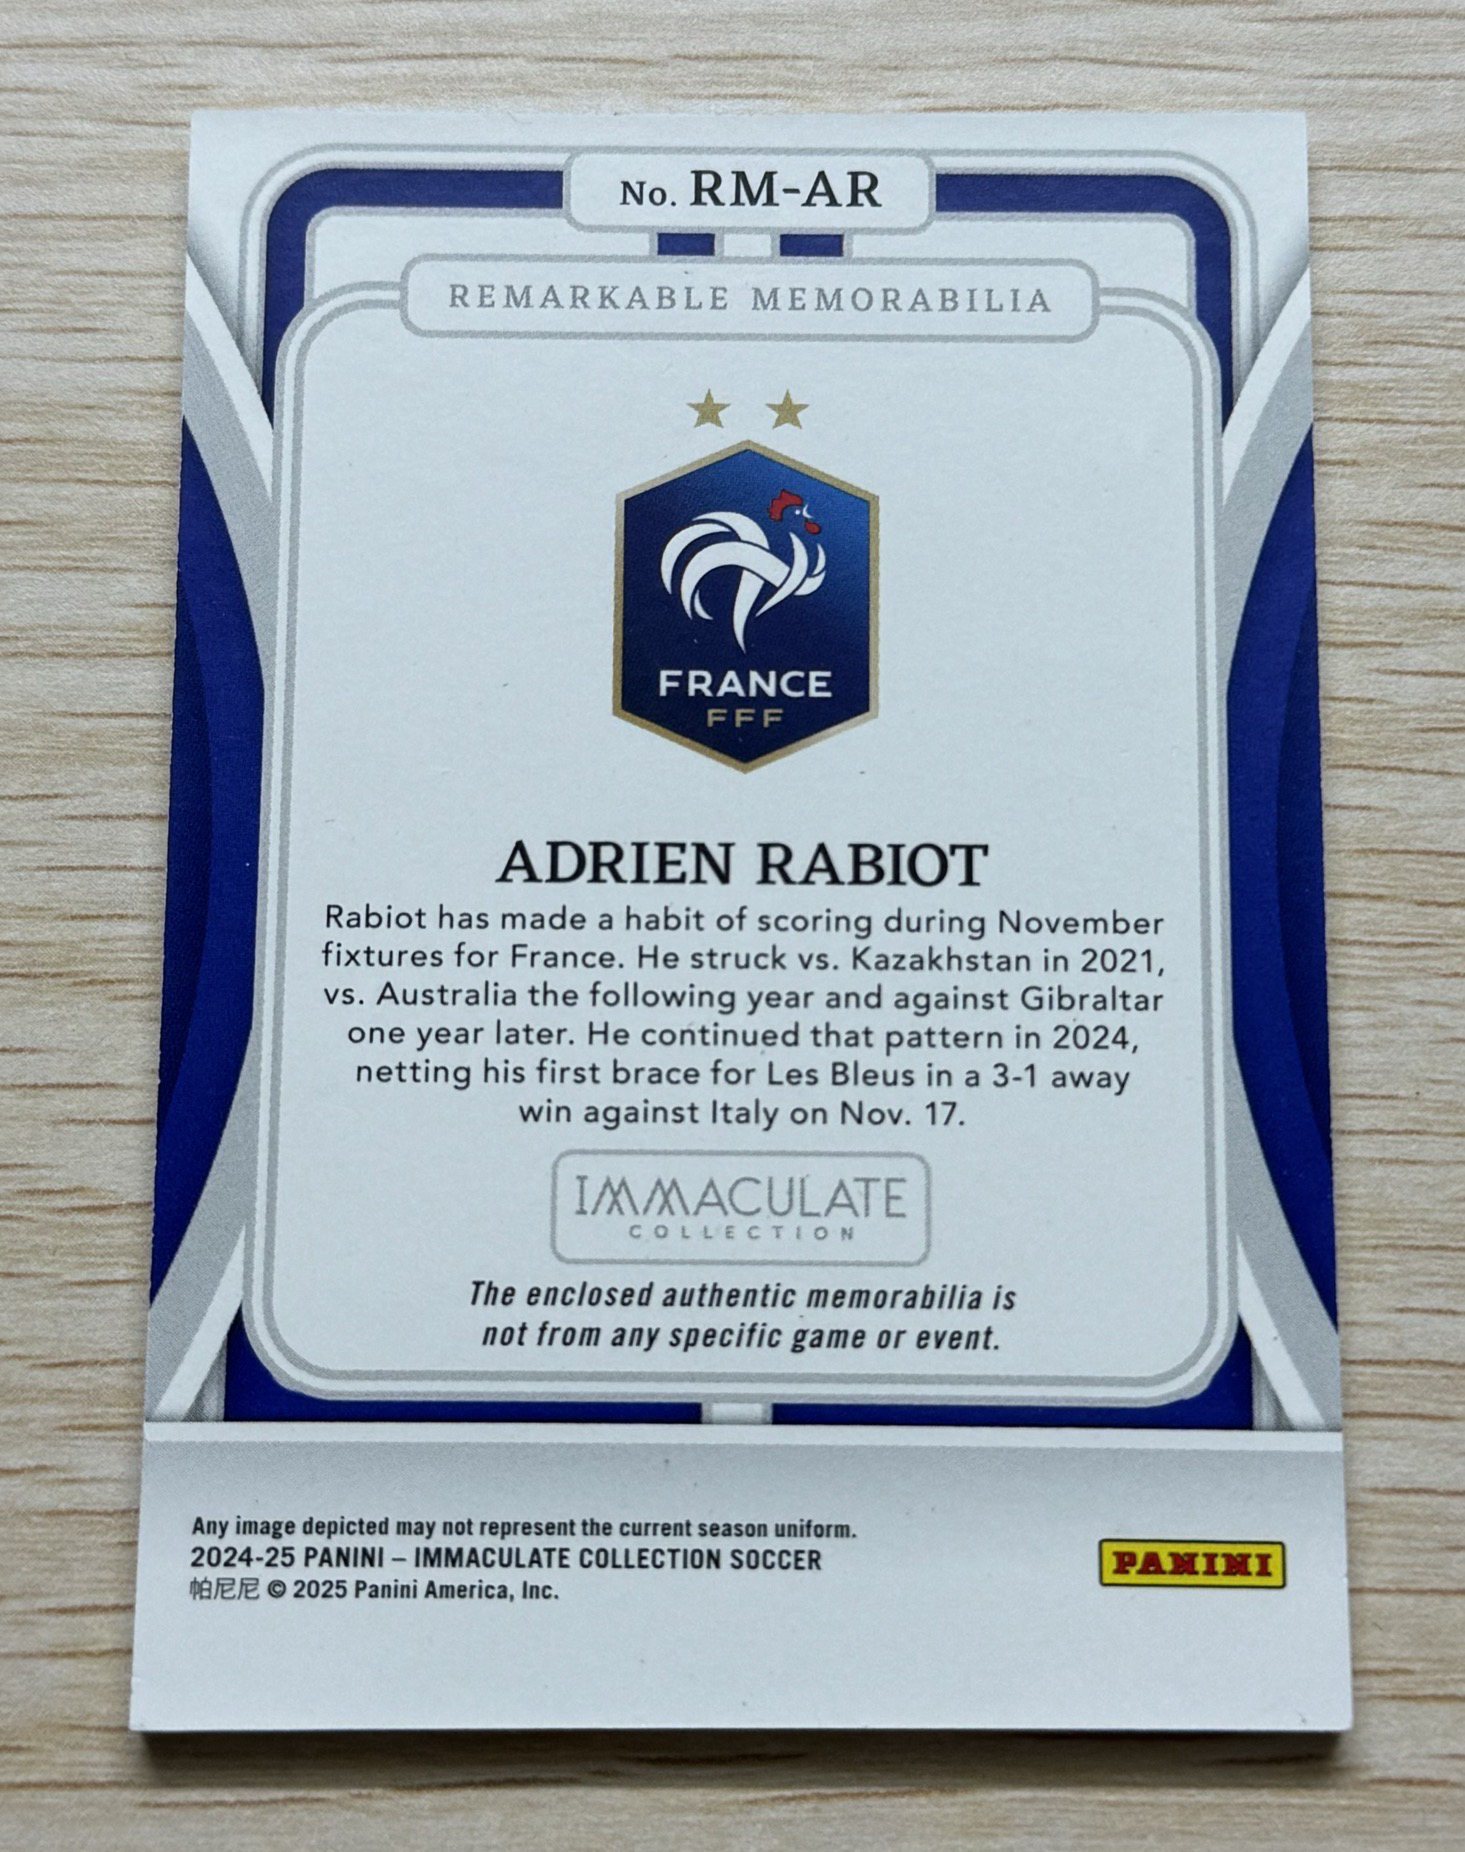 No. RM-AR
REMARKABLE MEMORABILIA
FRANCE
FFF
ADRIEN RABIOT
Rabiot has made a habit of scoring during November
fixtures for France. He struck vs. Kazakhstan in 2021,
vs. Australia the following year and against Gibraltar
one year later. He continued that pattern in 2024,
netting his first brace for Les Bleus in a 3-1 away
win against Italy on Nov. 17.
IMMACULATE
COLLECTION
The enclosed authentic memorabilia is
not from any specific game or event.
Any image depicted may not represent the current season uniform.
2024-25 PANINI – IMMACULATE COLLECTION SOCCER
帕尼尼 © 2025 Panini America, Inc.
PANINI